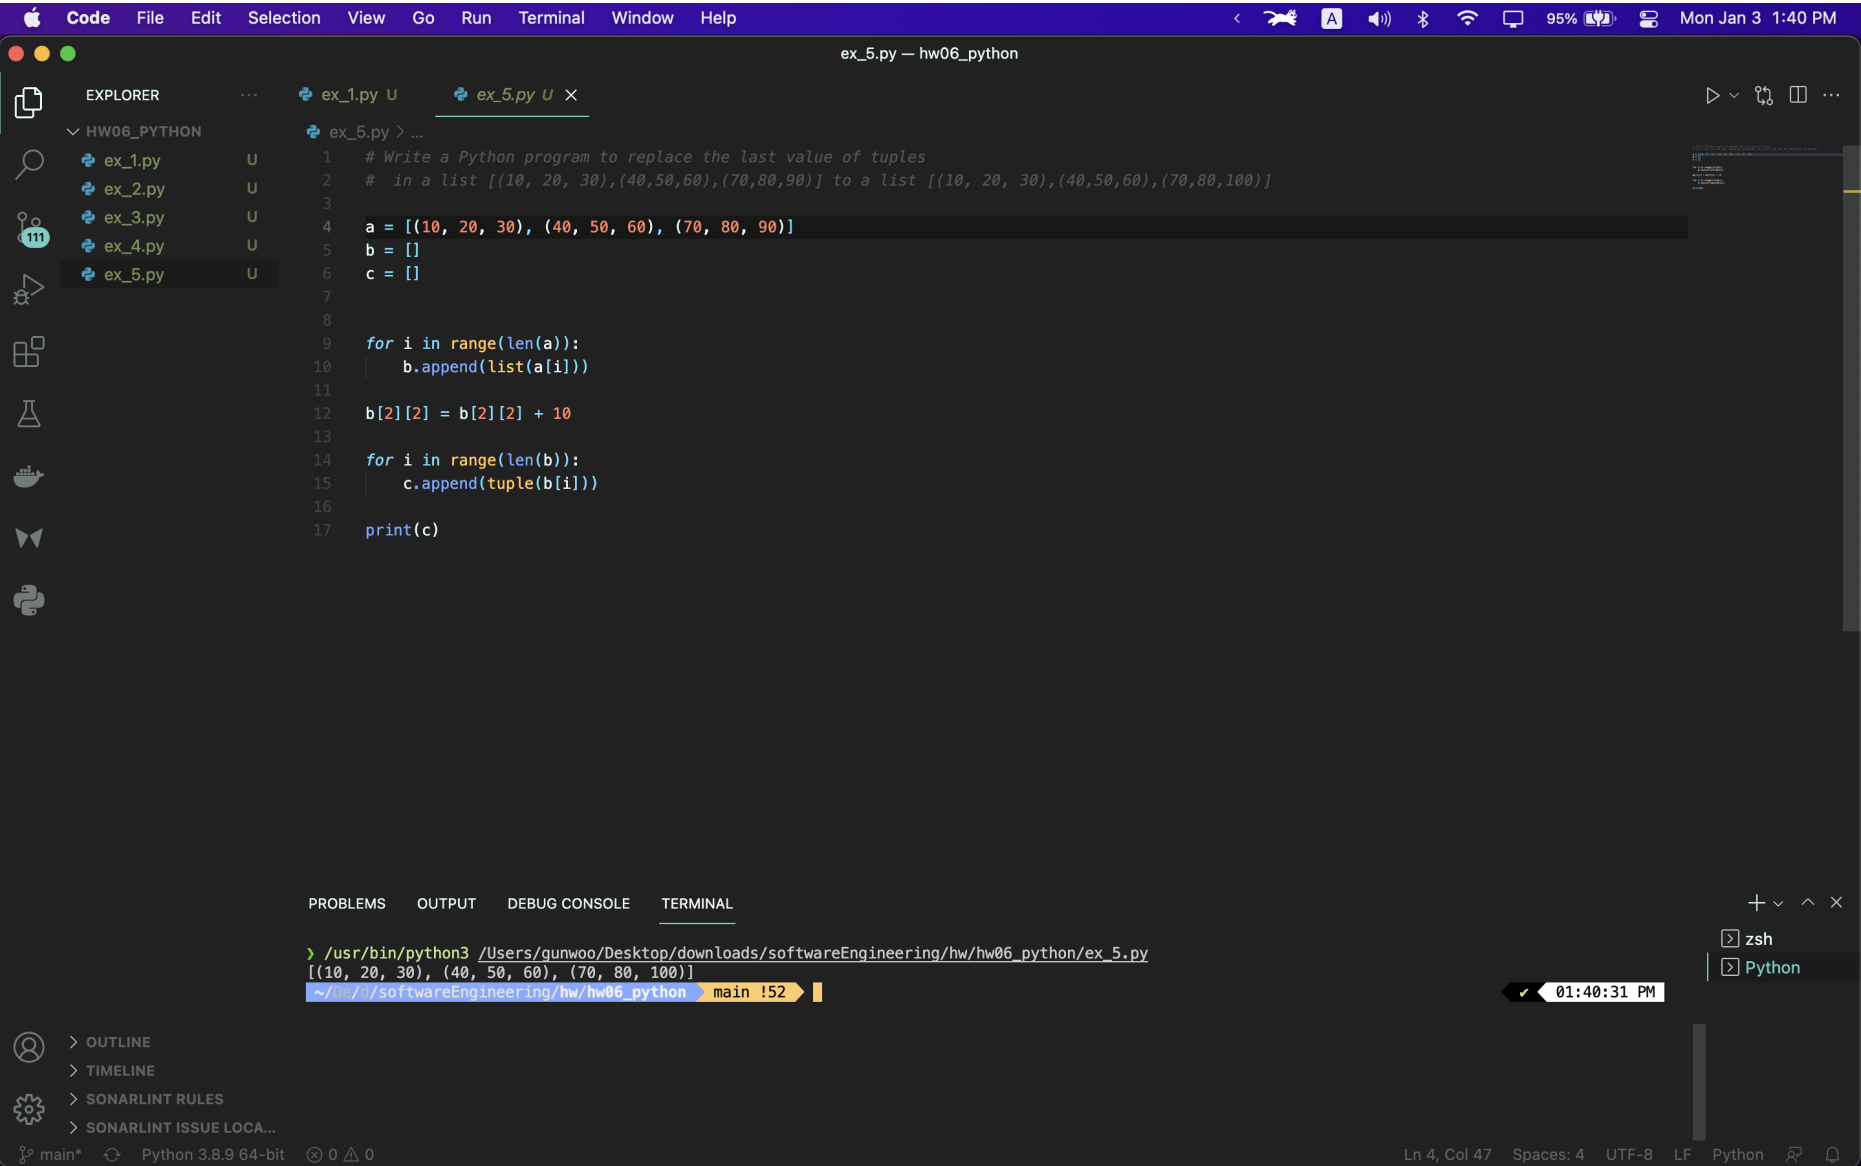 Code File Edit Selection View Go Run Terminal Window Help
A 95% Mon Jan 3 1:40 PM
ex_5.py — hw06_python
EXPLORER
ex_1.py U
ex_5.py U
HW06_PYTHON
ex_1.py U
ex_2.py U
ex_3.py U
ex_4.py U
ex_5.py U
111
ex_5.py > ...
1 # Write a Python program to replace the last value of tuples
2 #  in a list [(10, 20, 30),(40,50,60),(70,80,90)] to a list [(10, 20, 30),(40,50,60),(70,80,100)]
3
4 a = [(10, 20, 30), (40, 50, 60), (70, 80, 90)]
5 b = []
6 c = []
7
8
9 for i in range(len(a)):
10     b.append(list(a[i]))
11
12 b[2][2] = b[2][2] + 10
13
14 for i in range(len(b)):
15     c.append(tuple(b[i]))
16
17 print(c)
PROBLEMS OUTPUT DEBUG CONSOLE TERMINAL
❯ /usr/bin/python3 /Users/gunwoo/Desktop/downloads/softwareEngineering/hw/hw06_python/ex_5.py
[(10, 20, 30), (40, 50, 60), (70, 80, 100)]
~/De/d/softwareEngineering/hw/hw06_python main !52 ✔ 01:40:31 PM
zsh
Python
OUTLINE
TIMELINE
SONARLINT RULES
SONARLINT ISSUE LOCA...
main* Python 3.8.9 64-bit 0 0 Ln 4, Col 47 Spaces: 4 UTF-8 LF Python